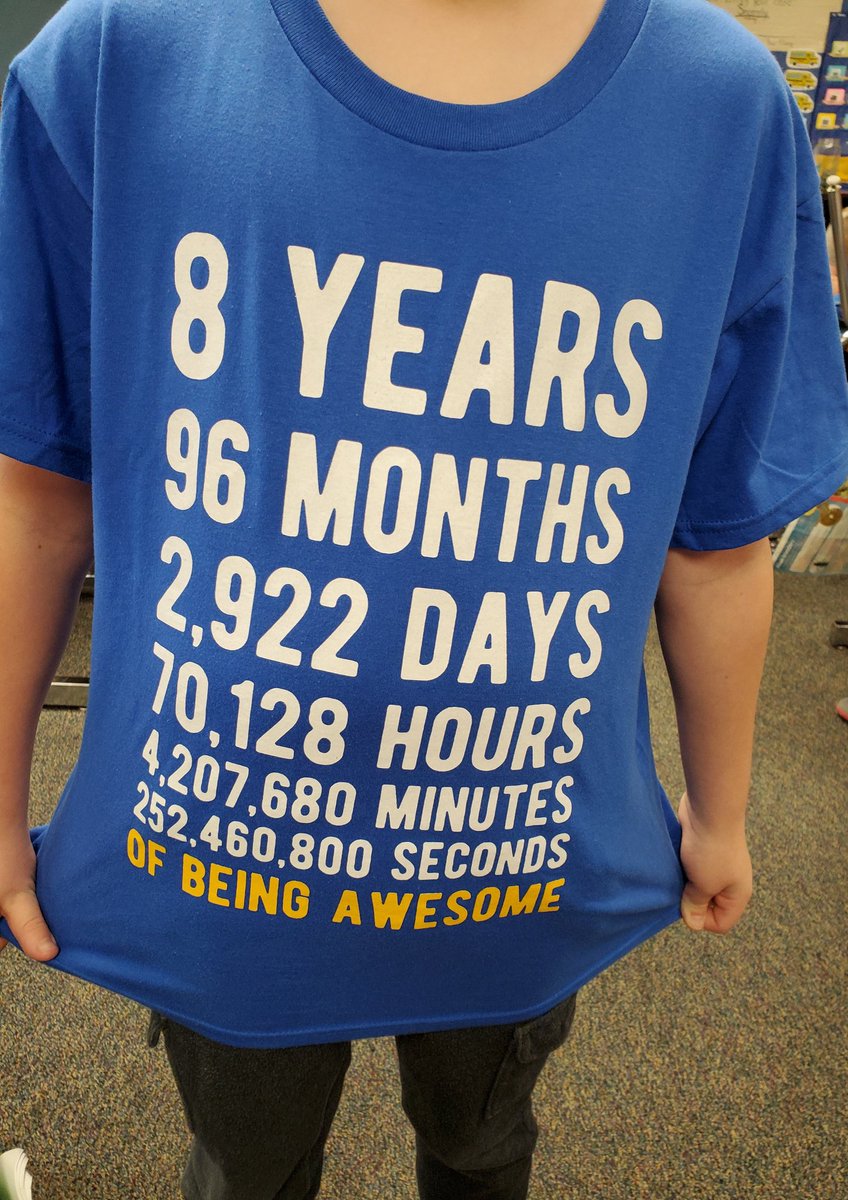 8 YEARS
96 MONTHS
2,922 DAYS
70,128 HOURS
4,207,680 MINUTES
252,460,800 SECONDS
OF BEING AWESOME